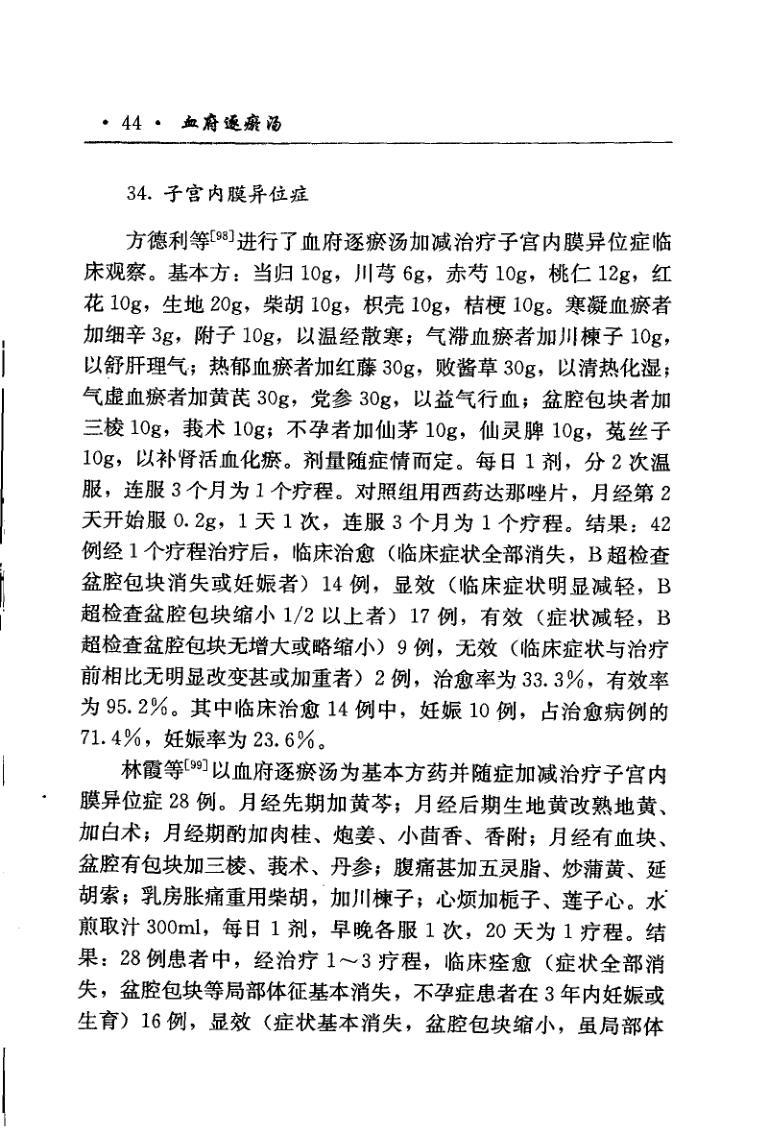 · 44 · 血府逐瘀汤
34. 子宫内膜异位症
方德利等[98]进行了血府逐瘀汤加减治疗子宫内膜异位症临
床观察。基本方：当归 10g，川芎 6g，赤芍 10g，桃仁 12g，红
花 10g，生地 20g，柴胡 10g，枳壳 10g，桔梗 10g。寒凝血瘀者
加细辛 3g，附子 10g，以温经散寒；气滞血瘀者加川楝子 10g，
以舒肝理气；热郁血瘀者加红藤 30g，败酱草 30g，以清热化湿；
气虚血瘀者加黄芪 30g，党参 30g，以益气行血；盆腔包块者加
三棱 10g，莪术 10g；不孕者加仙茅 10g，仙灵脾 10g，菟丝子
10g，以补肾活血化瘀。剂量随症情而定。每日 1 剂，分 2 次温
服，连服 3 个月为 1 个疗程。对照组用西药达那唑片，月经第 2
天开始服 0.2g，1 天 1 次，连服 3 个月为 1 个疗程。结果：42
例经 1 个疗程治疗后，临床治愈（临床症状全部消失，B 超检查
盆腔包块消失或妊娠者）14 例，显效（临床症状明显减轻，B
超检查盆腔包块缩小 1/2 以上者）17 例，有效（症状减轻，B
超检查盆腔包块无增大或略缩小）9 例，无效（临床症状与治疗
前相比无明显改变甚或加重者）2 例，治愈率为 33.3%，有效率
为 95.2%。其中临床治愈 14 例中，妊娠 10 例，占治愈病例的
71.4%，妊娠率为 23.6%。
林霞等[99]以血府逐瘀汤为基本方药并随症加减治疗子宫内
膜异位症 28 例。月经先期加黄芩；月经后期生地黄改熟地黄、
加白术；月经期酌加肉桂、炮姜、小茴香、香附；月经有血块、
盆腔有包块加三棱、莪术、丹参；腹痛甚加五灵脂、炒蒲黄、延
胡索；乳房胀痛重用柴胡，加川楝子；心烦加栀子、莲子心。水
煎取汁 300ml，每日 1 剂，早晚各服 1 次，20 天为 1 疗程。结
果：28 例患者中，经治疗 1～3 疗程，临床痊愈（症状全部消
失，盆腔包块等局部体征基本消失，不孕症患者在 3 年内妊娠或
生育）16 例，显效（症状基本消失，盆腔包块缩小，虽局部体